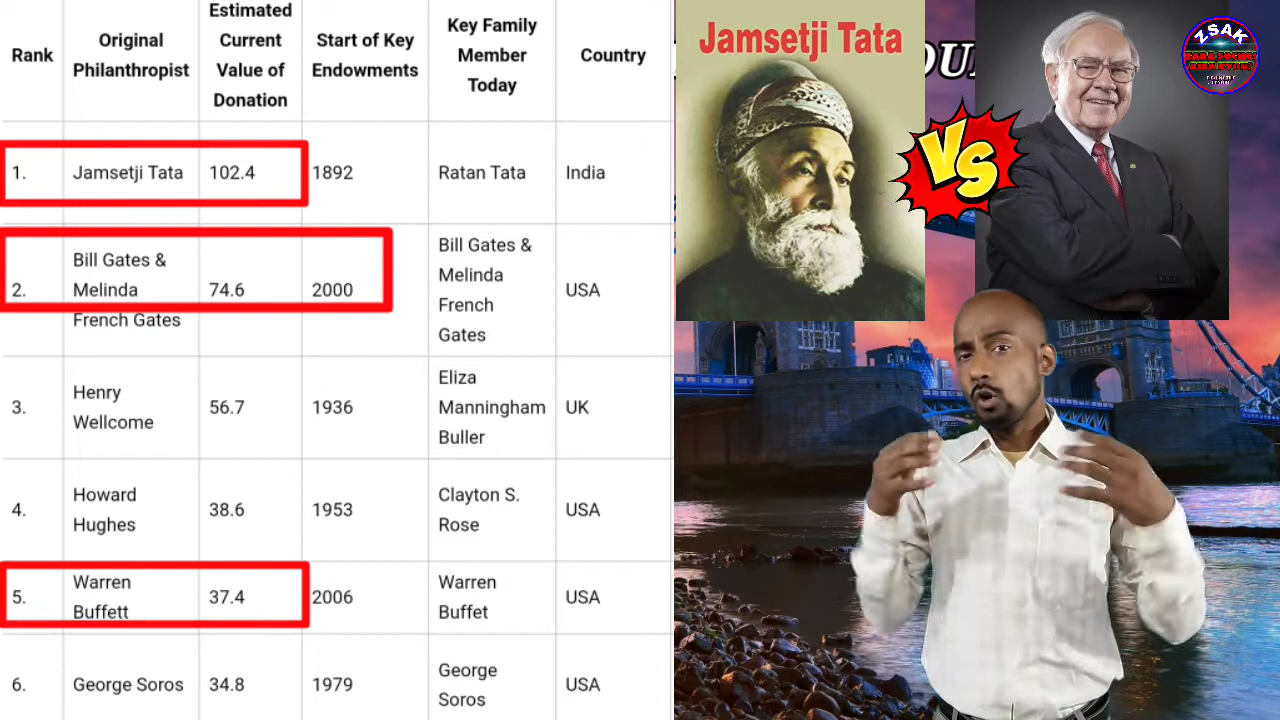 Rank
Original
Philanthropist
Estimated
Current
Value of
Donation
Start of Key
Endowments
Key Family
Member
Today
Country
1.
Jamsetji Tata
102.4
1892
Ratan Tata
India
2.
Bill Gates &
Melinda
French Gates
74.6
2000
Bill Gates &
Melinda
French
Gates
USA
3.
Henry
Wellcome
56.7
1936
Eliza
Manningham
Buller
UK
4.
Howard
Hughes
38.6
1953
Clayton S.
Rose
USA
5.
Warren
Buffett
37.4
2006
Warren
Buffet
USA
6.
George Soros
34.8
1979
George
Soros
USA
Jamsetji Tata
VS
ZSAK